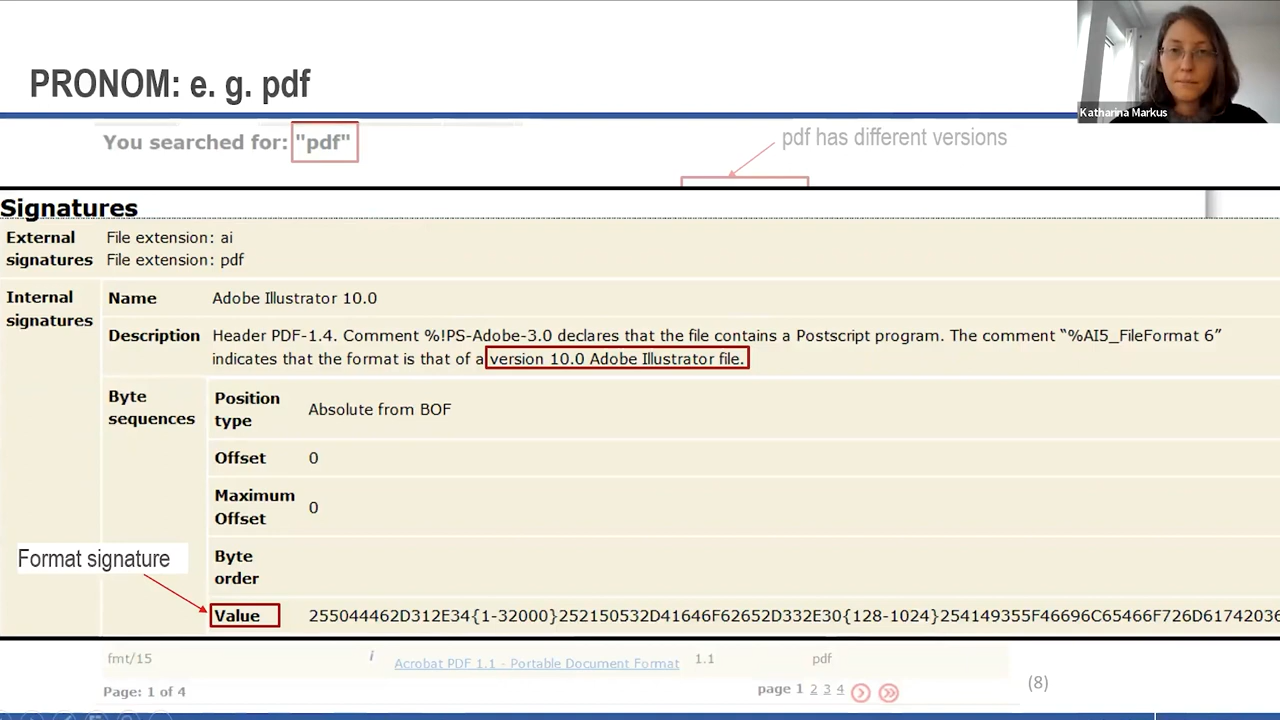 PRONOM: e. g. pdf
Katharina Markus
You searched for: "pdf"
pdf has different versions
Signatures
External signatures
File extension: ai
File extension: pdf
Internal signatures
Name
Adobe Illustrator 10.0
Description
Header PDF-1.4. Comment %!PS-Adobe-3.0 declares that the file contains a Postscript program. The comment “%AI5_FileFormat 6”
indicates that the format is that of a version 10.0 Adobe Illustrator file.
Byte sequences
Position type
Absolute from BOF
Offset
0
Maximum Offset
0
Byte order
Format signature
Value
255044462D312E34{1-32000}252150532D41646F62652D332E30{128-1024}254149355F46696C65466F726D61742036
fmt/15
i
Acrobat PDF 1.1 - Portable Document Format
1.1
pdf
Page: 1 of 4
page 1 2 3 4
(8)